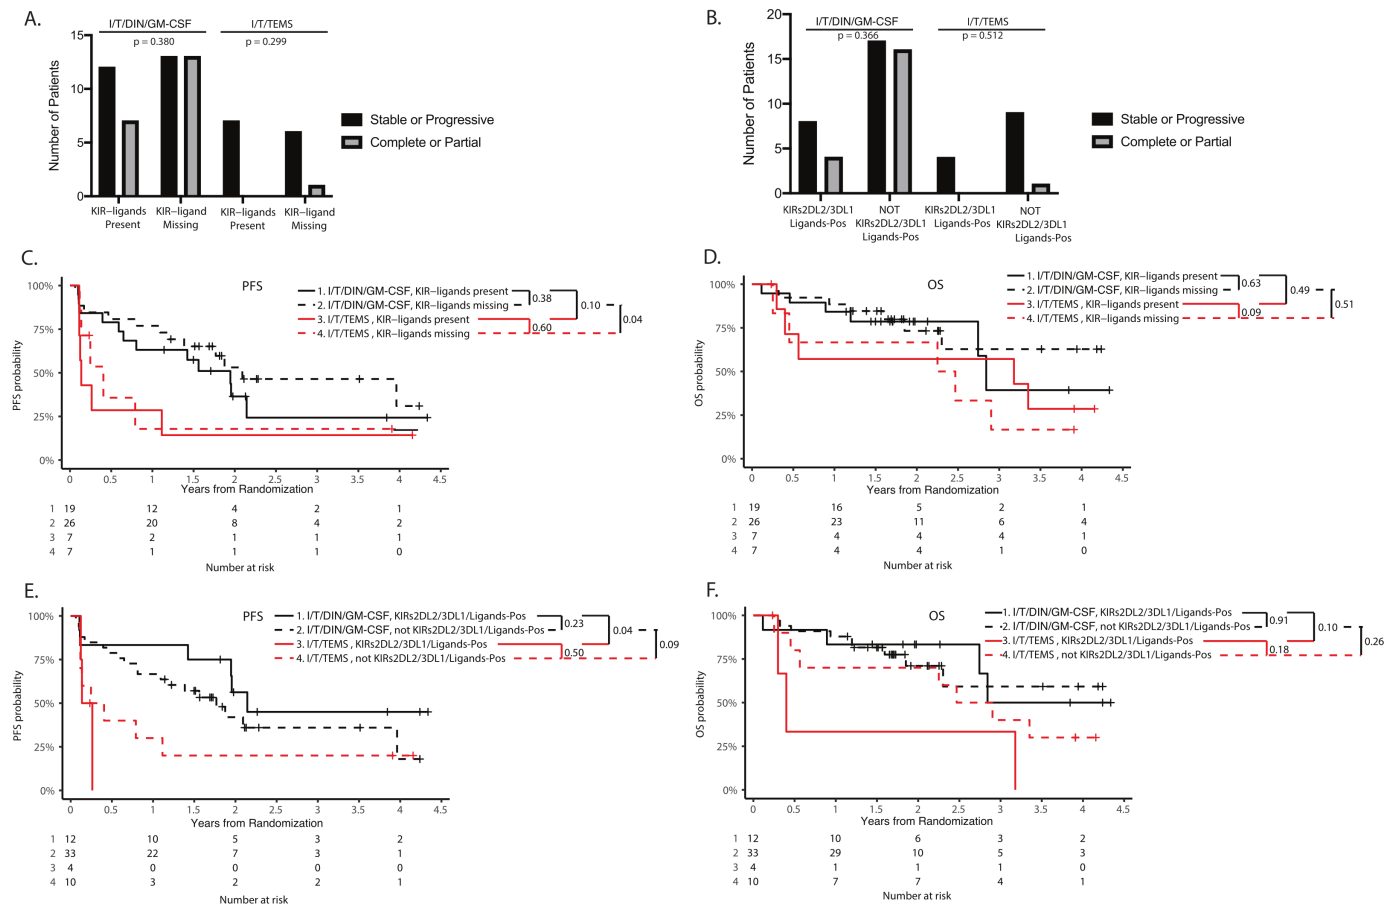 A.
I/T/DIN/GM-CSF
I/T/TEMS
p = 0.380
p = 0.299
15
10
5
0
Number of Patients
KIR−ligands Present
KIR−ligand Missing
KIR−ligands Present
KIR−ligand Missing
Stable or Progressive
Complete or Partial
B.
I/T/DIN/GM-CSF
I/T/TEMS
p = 0.366
p = 0.512
20
15
10
5
0
Number of Patients
KIRs2DL2/3DL1 Ligands-Pos
NOT KIRs2DL2/3DL1 Ligands-Pos
KIRs2DL2/3DL1 Ligands-Pos
NOT KIRs2DL2/3DL1 Ligands-Pos
Stable or Progressive
Complete or Partial
C.
PFS
1. I/T/DIN/GM-CSF, KIR−ligands present
2. I/T/DIN/GM-CSF, KIR−ligands missing
3. I/T/TEMS , KIR−ligands present
4. I/T/TEMS , KIR−ligands missing
0.38
0.10
0.04
0.60
100%
75%
50%
25%
0%
PFS probability
0 0.5 1 1.5 2 2.5 3 3.5 4 4.5
Years from Randomization
1 19 12 4 2 1
2 26 20 8 4 2
3 7 2 1 1 1
4 7 1 1 1 0
Number at risk
D.
OS
1. I/T/DIN/GM-CSF, KIR−ligands present
2. I/T/DIN/GM-CSF, KIR−ligands missing
3. I/T/TEMS , KIR−ligands present
4. I/T/TEMS , KIR−ligands missing
0.63
0.49
0.51
0.09
100%
75%
50%
25%
0%
OS probability
0 0.5 1 1.5 2 2.5 3 3.5 4 4.5
Years from Randomization
1 19 16 5 2 1
2 26 23 11 6 4
3 7 4 4 4 1
4 7 4 4 1 0
Number at risk
E.
PFS
1. I/T/DIN/GM-CSF, KIRs2DL2/3DL1/Ligands-Pos
2. I/T/DIN/GM-CSF, not KIRs2DL2/3DL1/Ligands-Pos
3. I/T/TEMS , KIRs2DL2/3DL1/Ligands-Pos
4. I/T/TEMS , not KIRs2DL2/3DL1/Ligands-Pos
0.23
0.04
0.09
0.50
100%
75%
50%
25%
0%
PFS probability
0 0.5 1 1.5 2 2.5 3 3.5 4 4.5
Years from Randomization
1 12 10 5 3 2
2 33 22 7 3 1
3 4 0 0 0 0
4 10 3 2 2 1
Number at risk
F.
OS
1. I/T/DIN/GM-CSF, KIRs2DL2/3DL1/Ligands-Pos
2. I/T/DIN/GM-CSF, not KIRs2DL2/3DL1/Ligands-Pos
3. I/T/TEMS , KIRs2DL2/3DL1/Ligands-Pos
4. I/T/TEMS, not KIRs2DL2/3DL1/Ligands-Pos
0.91
0.10
0.26
0.18
100%
75%
50%
25%
0%
OS probability
0 0.5 1 1.5 2 2.5 3 3.5 4 4.5
Years from Randomization
1 12 10 6 3 2
2 33 29 10 5 3
3 4 1 1 1 0
4 10 7 7 4 1
Number at risk